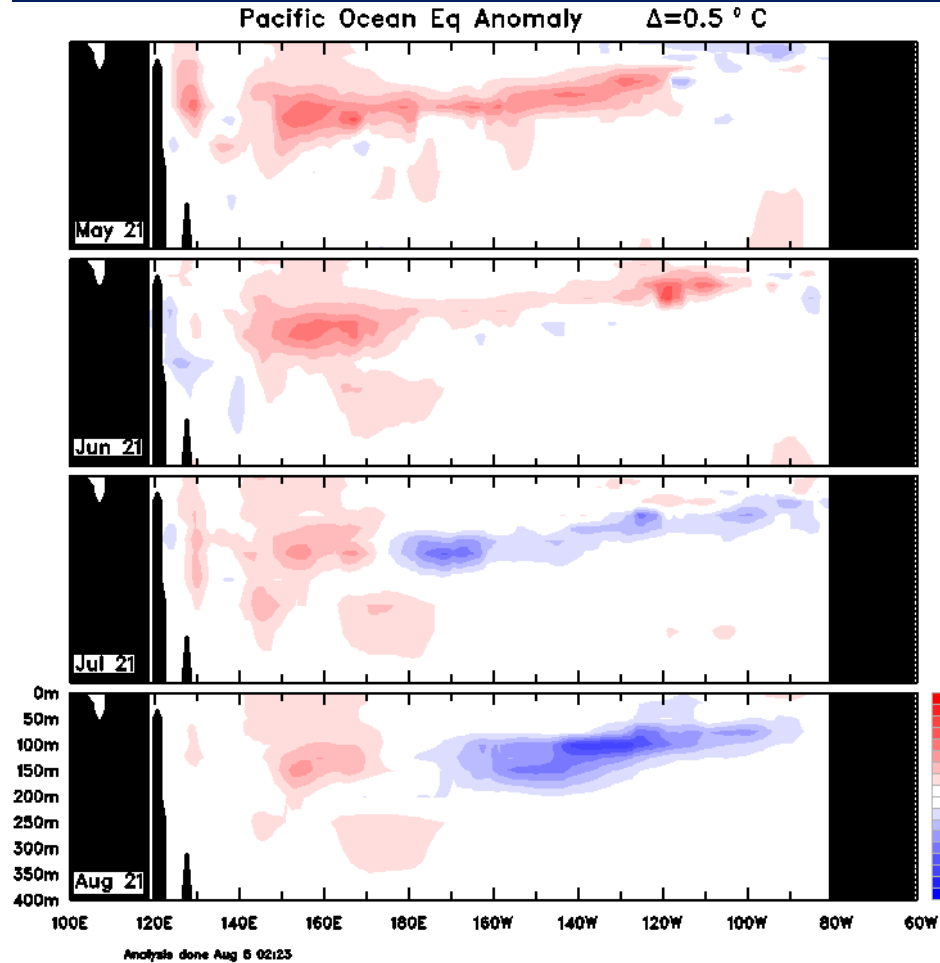 Pacific Ocean Eq Anomaly Δ=0.5 ° C
May 21
Jun 21
Jul 21
0m
50m
100m
150m
200m
250m
300m
350m
400m
Aug 21
100E 120E 140E 160E 180E 160W 140W 120W 100W 80W 60W
Analysis done Aug 6 02:23